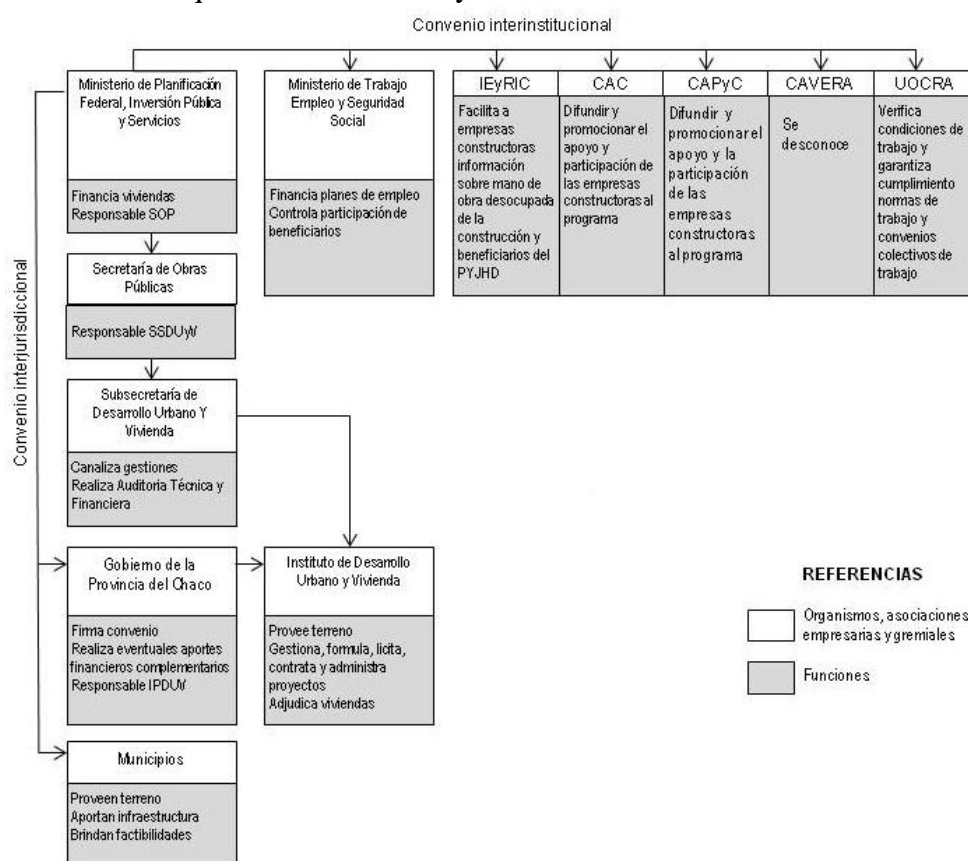 Convenio interinstitucional
Ministerio de Planificación
Federal, Inversión Pública
y Servicios
Financia viviendas
Responsable SOP
Ministerio de Trabajo
Empleo y Seguridad
Social
Financia planes de empleo
Controla participación de
beneficiarios
IEyRIC
Facilita a
empresas
constructoras
información
sobre mano de
obra desocupada
de la
construcción y
beneficiarios del
PYJHD
CAC
Difundir y
promocionar el
apoyo y
participación de
las empresas
constructoras al
programa
CAPyC
Difundir y
promocionar el
apoyo y la
participación
de las
empresas
constructoras
al programa
CAVERA
Se
desconoce
UOCRA
Verifica
condiciones de
trabajo y
garantiza
cumplimiento
normas de
trabajo y
convenios
colectivos de
trabajo
Convenio interjurisdiccional
Secretaría de Obras
Públicas
Responsable SSDUyV
Subsecretaría de
Desarrollo Urbano Y
Vivienda
Canaliza gestiones
Realiza Auditoria Técnica y
Financiera
Gobierno de la
Provincia del Chaco
Firma convenio
Realiza eventuales aportes
financieros complementarios
Responsable IPDUV
Instituto de Desarrollo
Urbano y Vivienda
Provee terreno
Gestiona, formula, licita,
contrata y administra
proyectos
Adjudica viviendas
Municipios
Proveen terreno
Aportan infraestructura
Brindan factibilidades
REFERENCIAS
Organismos, asociaciones
empresarias y gremiales
Funciones